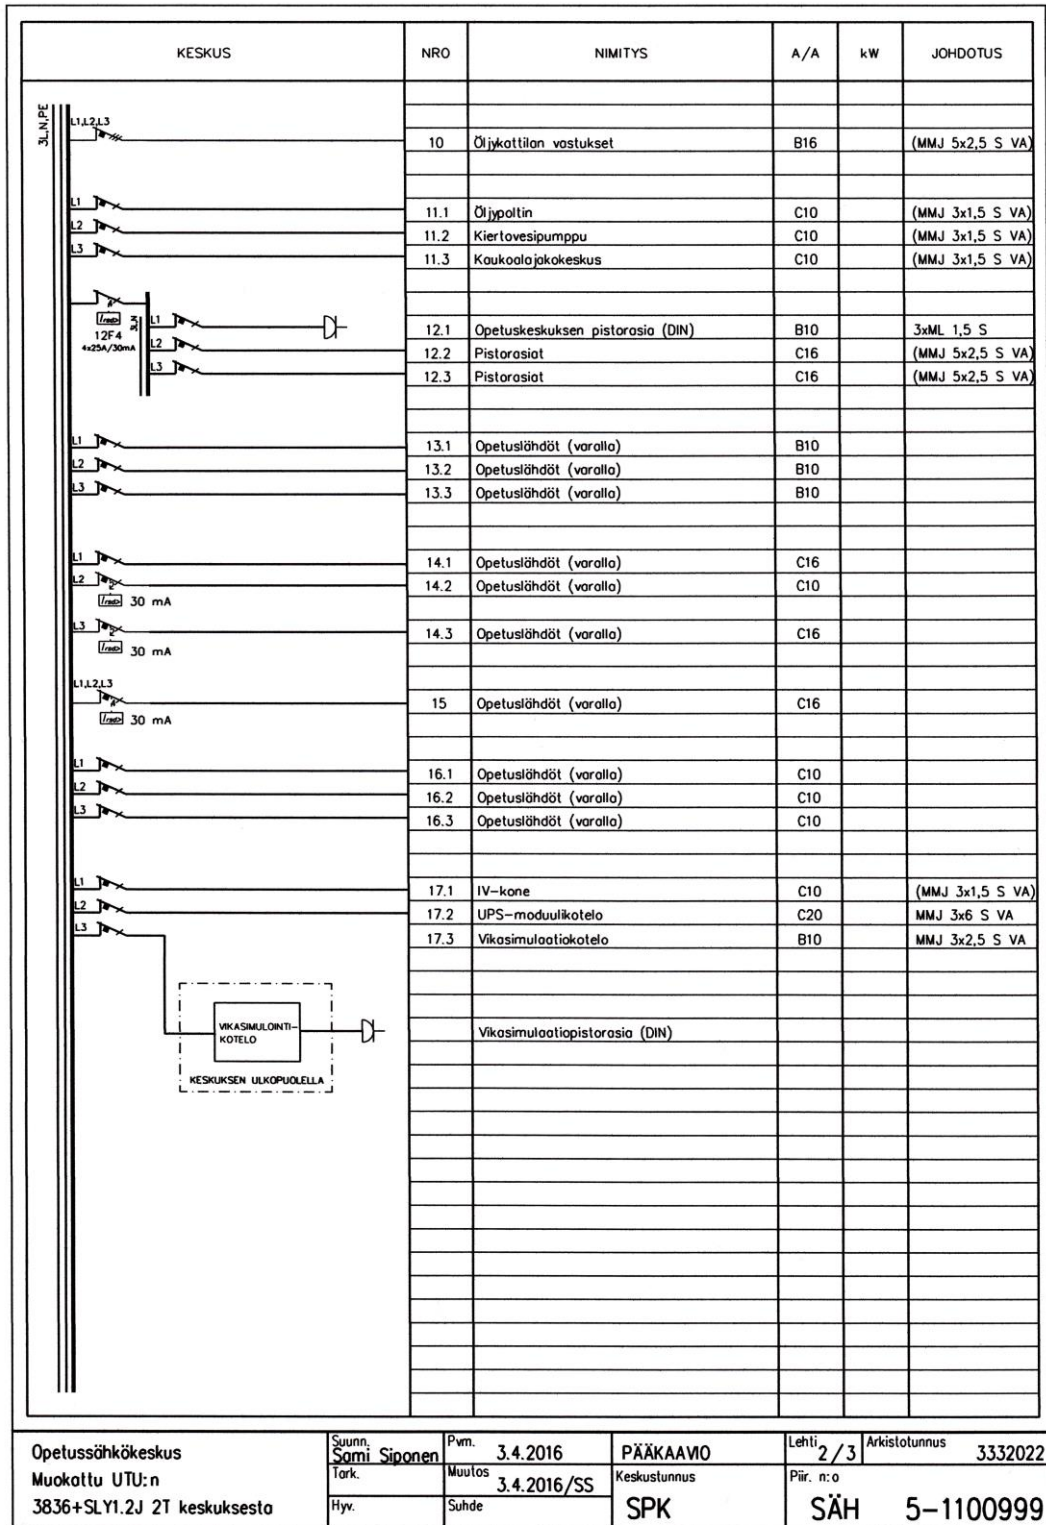 KESKUS NRO NIMITYS A/A kW JOHDOTUS
3L,N,PE
L1,L2,L3
10 Öljykattilan vastukset B16 (MMJ 5x2,5 S VA)
L1 11.1 Öljypoltin C10 (MMJ 3x1,5 S VA)
L2 11.2 Kiertovesipumppu C10 (MMJ 3x1,5 S VA)
L3 11.3 Kaukoalajakokeskus C10 (MMJ 3x1,5 S VA)
12F4
4x25A/30mA
3L,N
L1 12.1 Opetuskeskuksen pistorasia (DIN) B10 3xML 1,5 S
L2 12.2 Pistorasiat C16 (MMJ 5x2,5 S VA)
L3 12.3 Pistorasiat C16 (MMJ 5x2,5 S VA)
L1 13.1 Opetuslähdöt (varalla) B10
L2 13.2 Opetuslähdöt (varalla) B10
L3 13.3 Opetuslähdöt (varalla) B10
L1 14.1 Opetuslähdöt (varalla) C16
L2 14.2 Opetuslähdöt (varalla) C10
30 mA
L3 14.3 Opetuslähdöt (varalla) C16
30 mA
L1,L2,L3
15 Opetuslähdöt (varalla) C16
30 mA
L1 16.1 Opetuslähdöt (varalla) C10
L2 16.2 Opetuslähdöt (varalla) C10
L3 16.3 Opetuslähdöt (varalla) C10
L1 17.1 IV-kone C10 (MMJ 3x1,5 S VA)
L2 17.2 UPS-moduulikotelo C20 MMJ 3x6 S VA
L3 17.3 Vikasimulaatiokotelo B10 MMJ 3x2,5 S VA
VIKASIMULOINTI-
KOTELO
Vikasimulaatiopistorasia (DIN)
KESKUKSEN ULKOPUOLELLA
Opetussähkökeskus
Muokattu UTU:n
3836+SLY1.2J 2T keskuksesta
Suunn.
Sami Siponen
Tark.
Hyv.
Pvm.
3.4.2016
Muutos
3.4.2016/SS
Suhde
PÄÄKAAVIO
Keskustunnus
SPK
Lehti
2/3
Arkistotunnus
3332022
Piir. n:o
SÄH 5-1100999